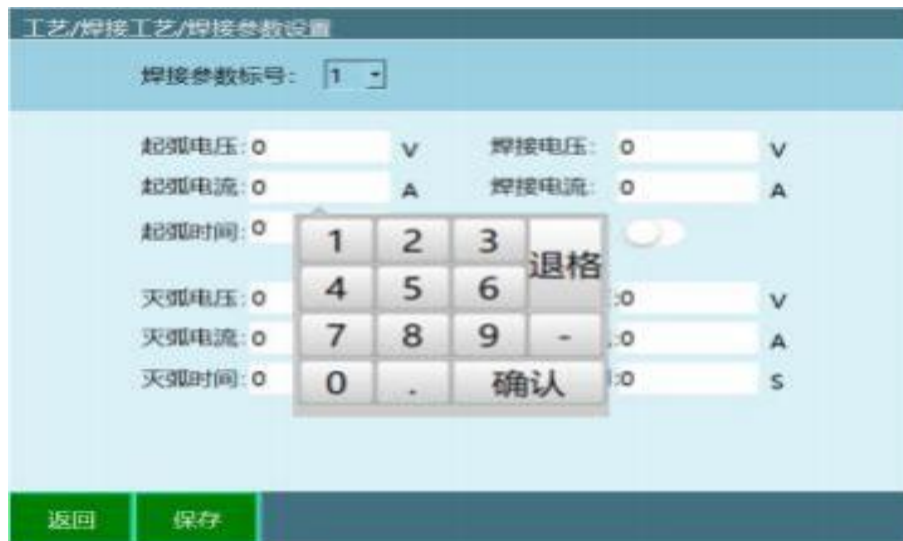 工艺/焊接工艺/焊接参数设置
焊接参数标号: 1
起弧电压: 0 V 焊接电压: 0 V
起弧电流: 0 A 焊接电流: 0 A
起弧时间: 0
1 2 3 退格
4 5 6
7 8 9 -
0 . 确认
灭弧电压: 0 :0 V
灭弧电流: 0 :0 A
灭弧时间: 0 :0 S
返回 保存